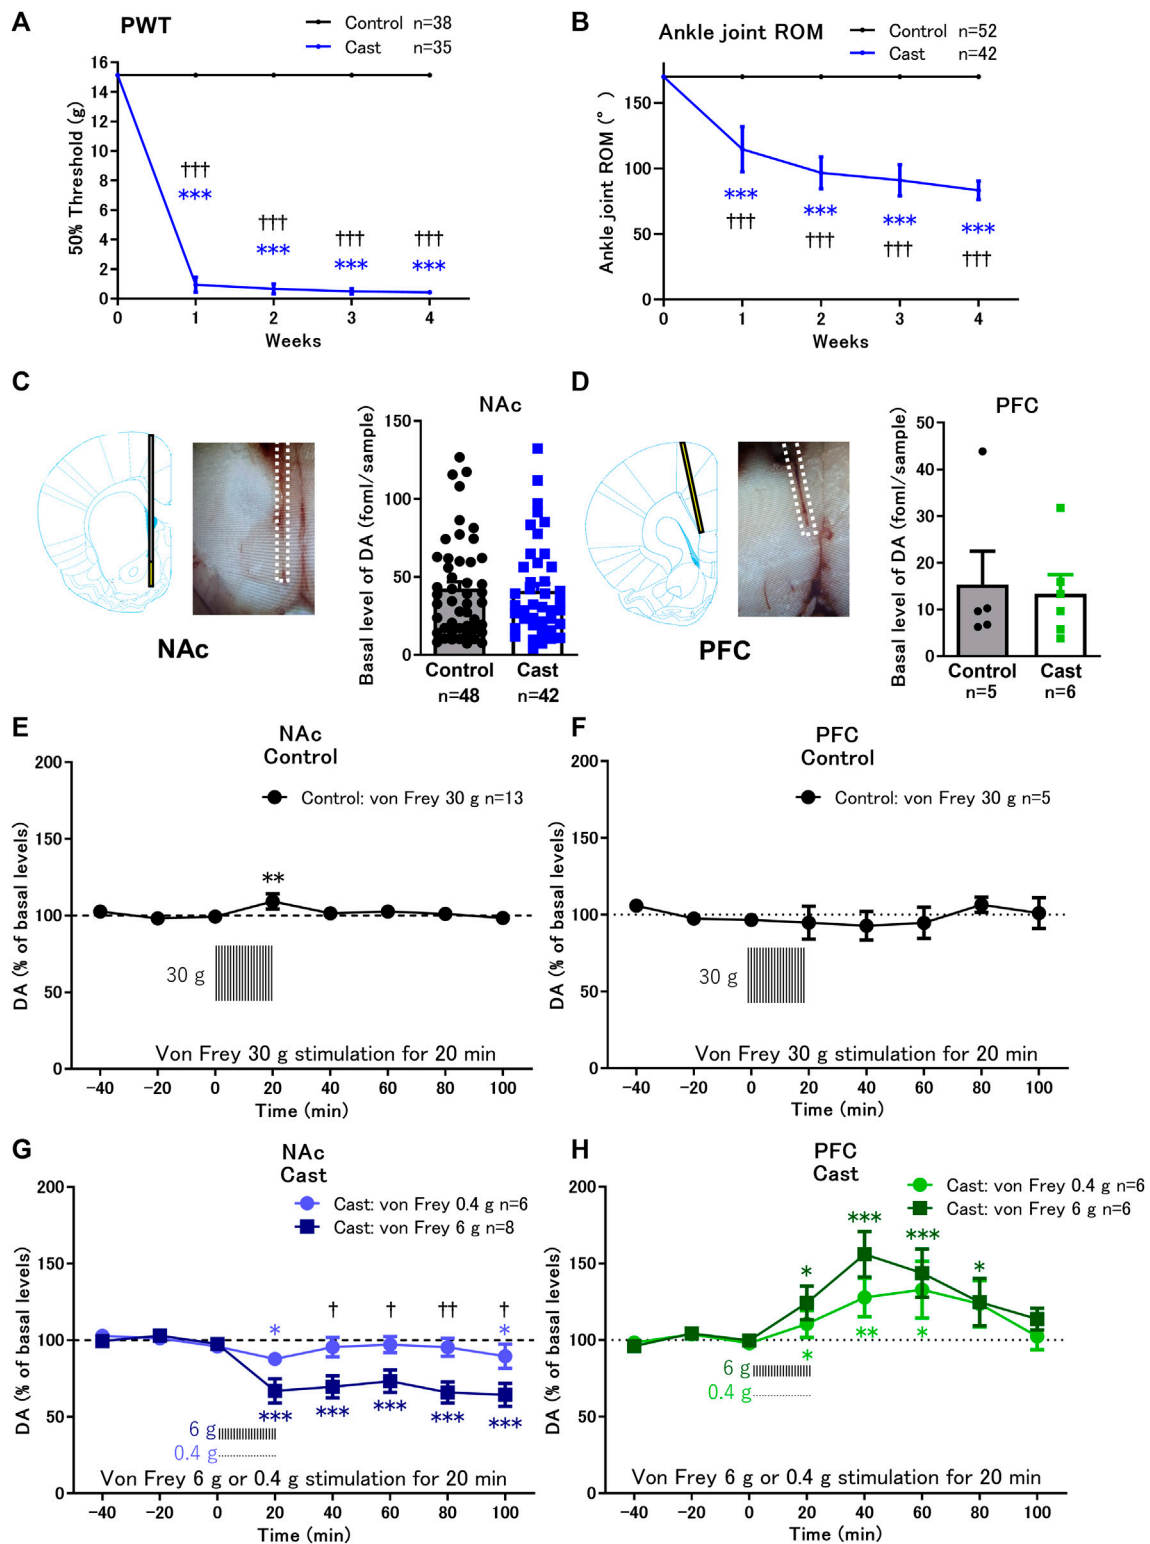 A
PWT
Control n=38
Cast n=35
50% Threshold (g)
16
14
12
10
8
6
4
2
0
†††
***
†††
***
†††
***
†††
***
0 1 2 3 4
Weeks
B
Ankle joint ROM
Control n=52
Cast n=42
Ankle joint ROM (°)
150
100
50
0
***
†††
***
†††
***
†††
***
†††
0 1 2 3 4
Weeks
C
NAc
NAc
Basal level of DA (foml/sample)
150
100
50
0
Control Cast
n=48 n=42
D
PFC
PFC
Basal level of DA (foml/sample)
50
40
30
20
10
0
Control Cast
n=5 n=6
E
NAc
Control
Control: von Frey 30 g n=13
DA (% of basal levels)
200
150
100
50
0
**
30 g
Von Frey 30 g stimulation for 20 min
−40 −20 0 20 40 60 80 100
Time (min)
F
PFC
Control
Control: von Frey 30 g n=5
DA (% of basal levels)
200
150
100
50
0
30 g
Von Frey 30 g stimulation for 20 min
−40 −20 0 20 40 60 80 100
Time (min)
G
NAc
Cast
Cast: von Frey 0.4 g n=6
Cast: von Frey 6 g n=8
DA (% of basal levels)
200
150
100
50
0
† † †† †
* *
*** *** *** *** ***
6 g
0.4 g
Von Frey 6 g or 0.4 g stimulation for 20 min
−40 −20 0 20 40 60 80 100
Time (min)
H
PFC
Cast
Cast: von Frey 0.4 g n=6
Cast: von Frey 6 g n=6
DA (% of basal levels)
200
150
100
50
0
* *** *** *
* ** *
6 g
0.4 g
Von Frey 6 g or 0.4 g stimulation for 20 min
−40 −20 0 20 40 60 80 100
Time (min)